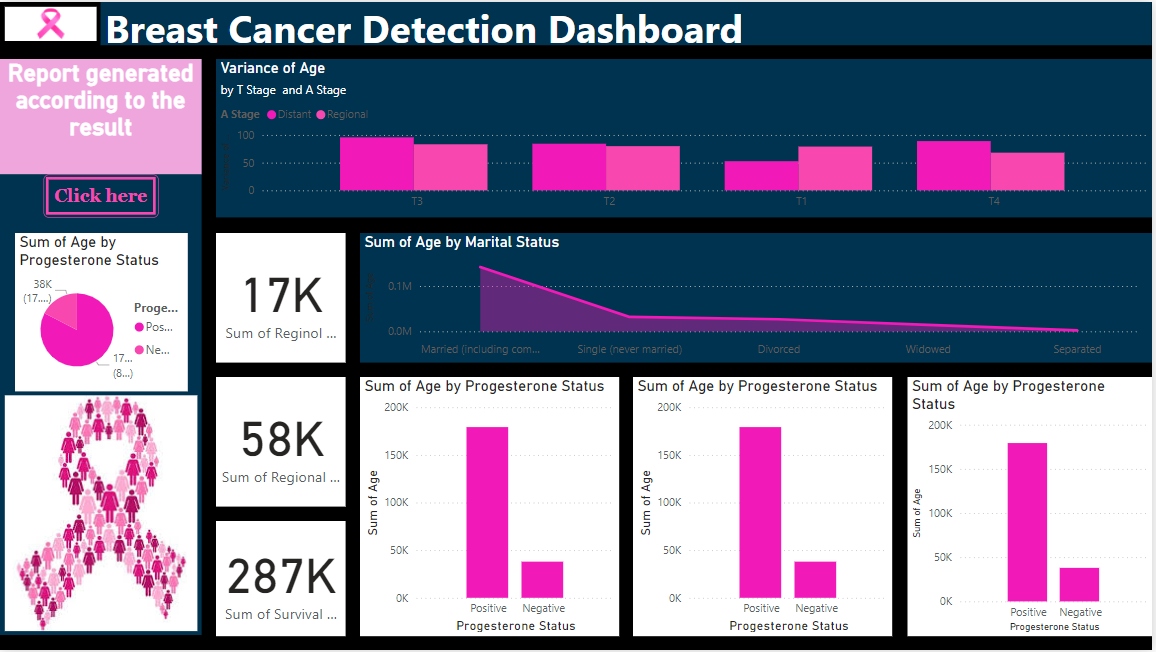 Breast Cancer Detection Dashboard
Report generated
according to the
result
Click here
Variance of Age
by T Stage and A Stage
A Stage Distant Regional
100
50
0
T3 T2 T1 T4
Sum of Age by
Progesterone Status
38K
(17....)
Proge...
Pos...
Ne...
17...
(8...)
17K
Sum of Reginol ...
58K
Sum of Regional ...
287K
Sum of Survival ...
Sum of Age by Marital Status
0.1M
0.0M
Married (including com... Single (never married) Divorced Widowed Separated
Sum of Age by Progesterone Status
200K
150K
100K
50K
0K
Sum of Age
Positive Negative
Progesterone Status
Sum of Age by Progesterone Status
200K
150K
100K
50K
0K
Sum of Age
Positive Negative
Progesterone Status
Sum of Age by Progesterone
Status
200K
150K
100K
50K
0K
Sum of Age
Positive Negative
Progesterone Status